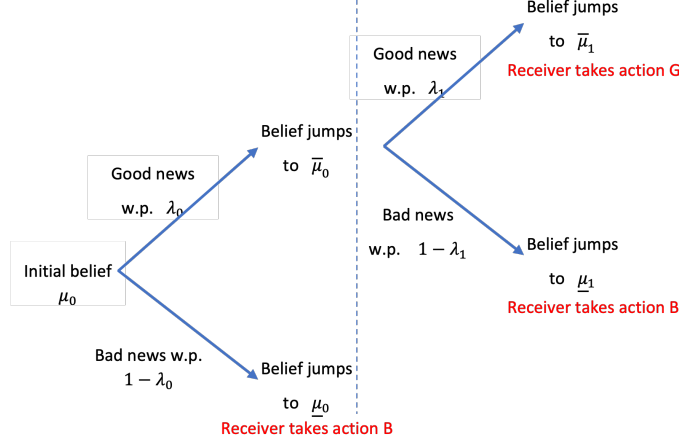 Belief jumps
to μ̅₁
Receiver takes action G
Good news
w.p. λ₁
Belief jumps
to μ̅₀
Good news
w.p. λ₀
Bad news
w.p. 1 − λ₁
Initial belief
μ₀
Belief jumps
to μ̲₁
Receiver takes action B
Bad news w.p.
1 − λ₀
Belief jumps
to μ̲₀
Receiver takes action B